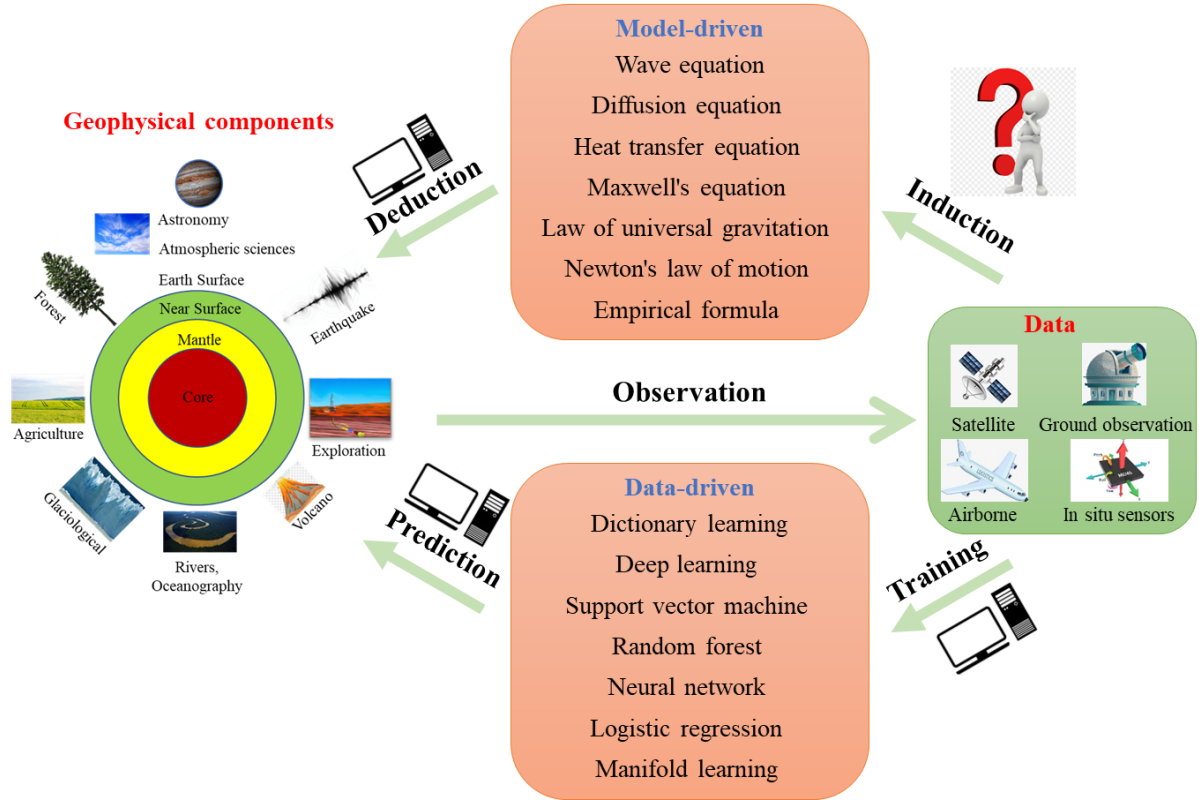 Geophysical components
Astronomy
Atmospheric sciences
Earth Surface
Near Surface
Mantle
Core
Forest
Earthquake
Agriculture
Exploration
Glaciological
Volcano
Rivers,
Oceanography
Deduction
Model-driven
Wave equation
Diffusion equation
Heat transfer equation
Maxwell's equation
Law of universal gravitation
Newton's law of motion
Empirical formula
Induction
Observation
Data
Satellite
Ground observation
Airborne
In situ sensors
Prediction
Data-driven
Dictionary learning
Deep learning
Support vector machine
Random forest
Neural network
Logistic regression
Manifold learning
Training